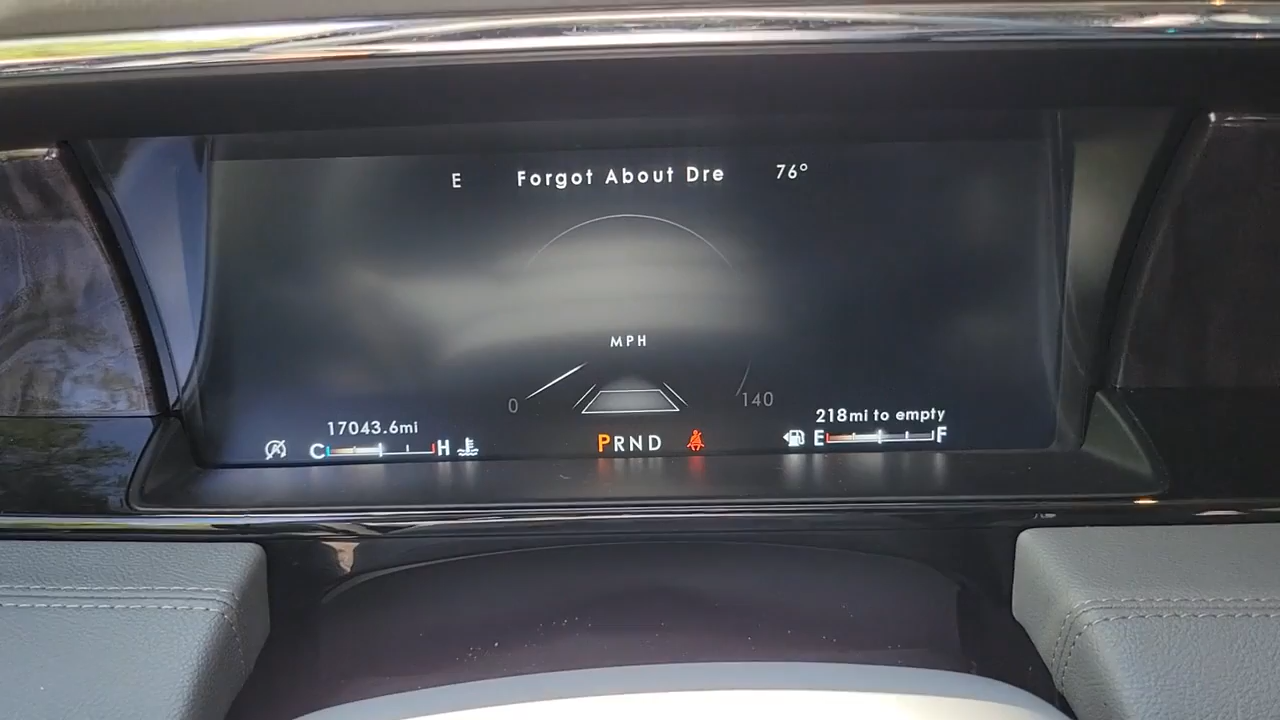 E Forgot About Dre 76°
MPH
0 140
17043.6mi 218mi to empty
C H PRND E F